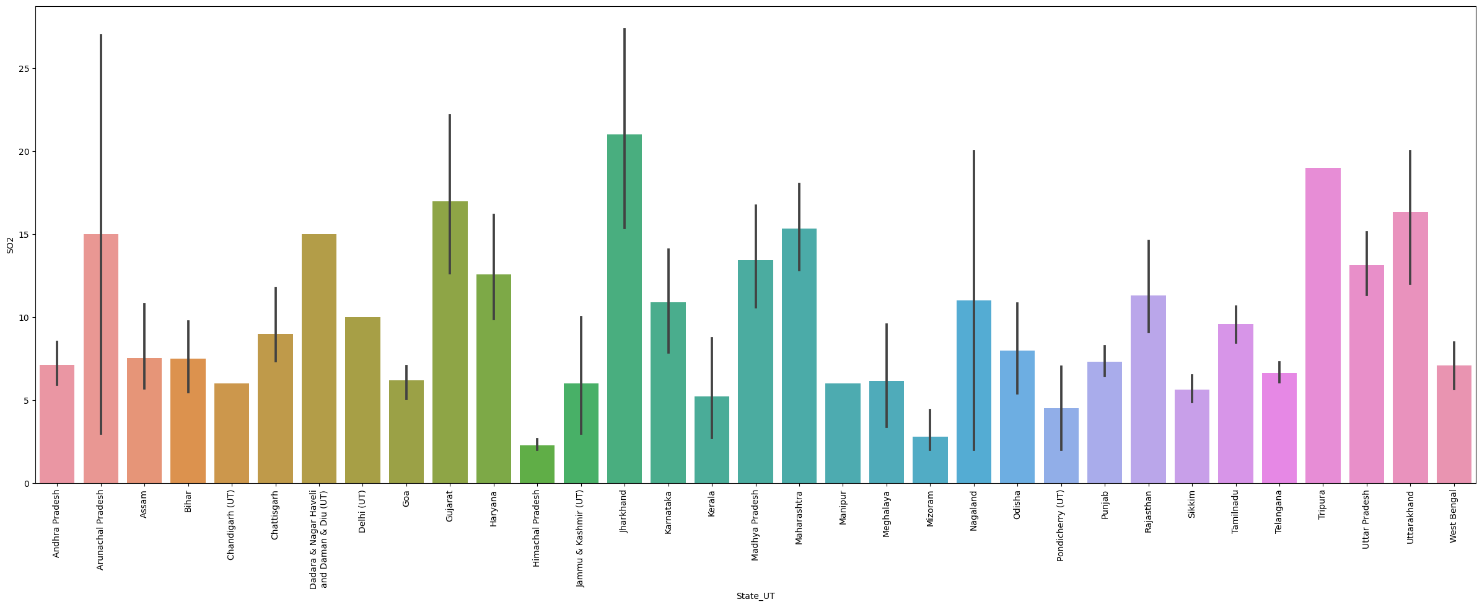 SO2
25
20
15
10
5
0
Andhra Pradesh
Arunachal Pradesh
Assam
Bihar
Chandigarh (UT)
Chattisgarh
Dadara & Nagar Haveli
and Daman & Diu (UT)
Delhi (UT)
Goa
Gujarat
Haryana
Himachal Pradesh
Jammu & Kashmir (UT)
Jharkhand
Karnataka
Kerala
Madhya Pradesh
Maharashtra
Manipur
Meghalaya
Mizoram
Nagaland
Odisha
Pondicherry (UT)
Punjab
Rajasthan
Sikkim
Tamilnadu
Telangana
Tripura
Uttar Pradesh
Uttarakhand
West Bengal
State_UT